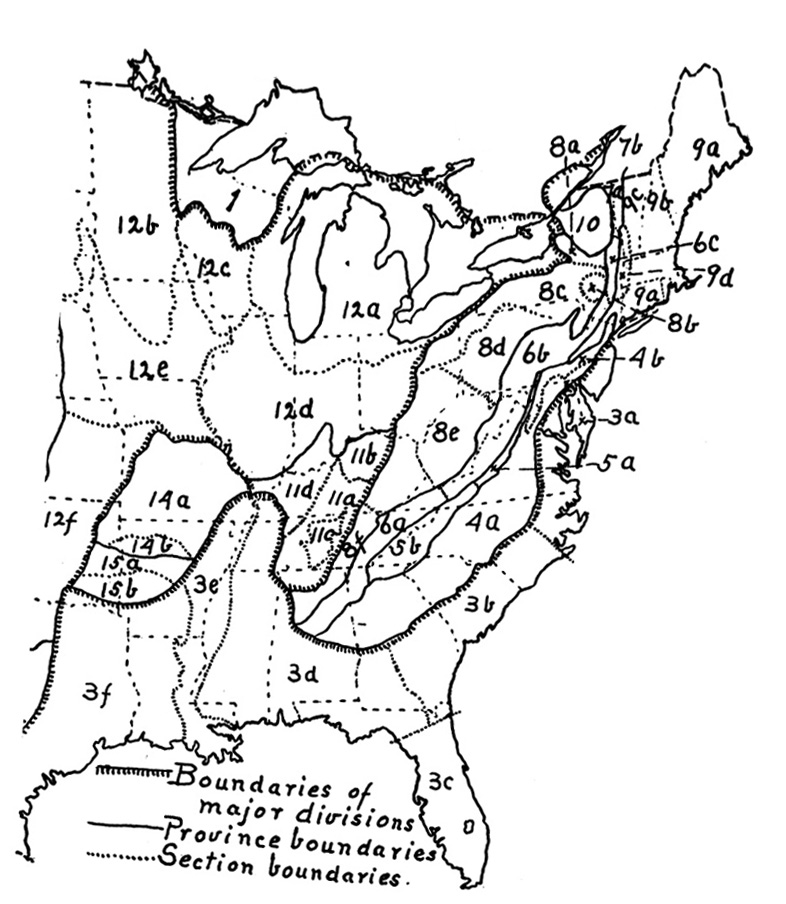 8a
7b
9a
1
9c
9b
12b
10
6c
12c
9d
8c
9a
12a
8b
8d
6b
4b
12e
12d
3a
8e
11b
5a
11d
11a
14a
12f
4a
6a
11c
14b
8f
5b
15a
3e
15b
3b
3d
3f
3c
Boundaries of
major divisions
Province boundaries
Section boundaries.